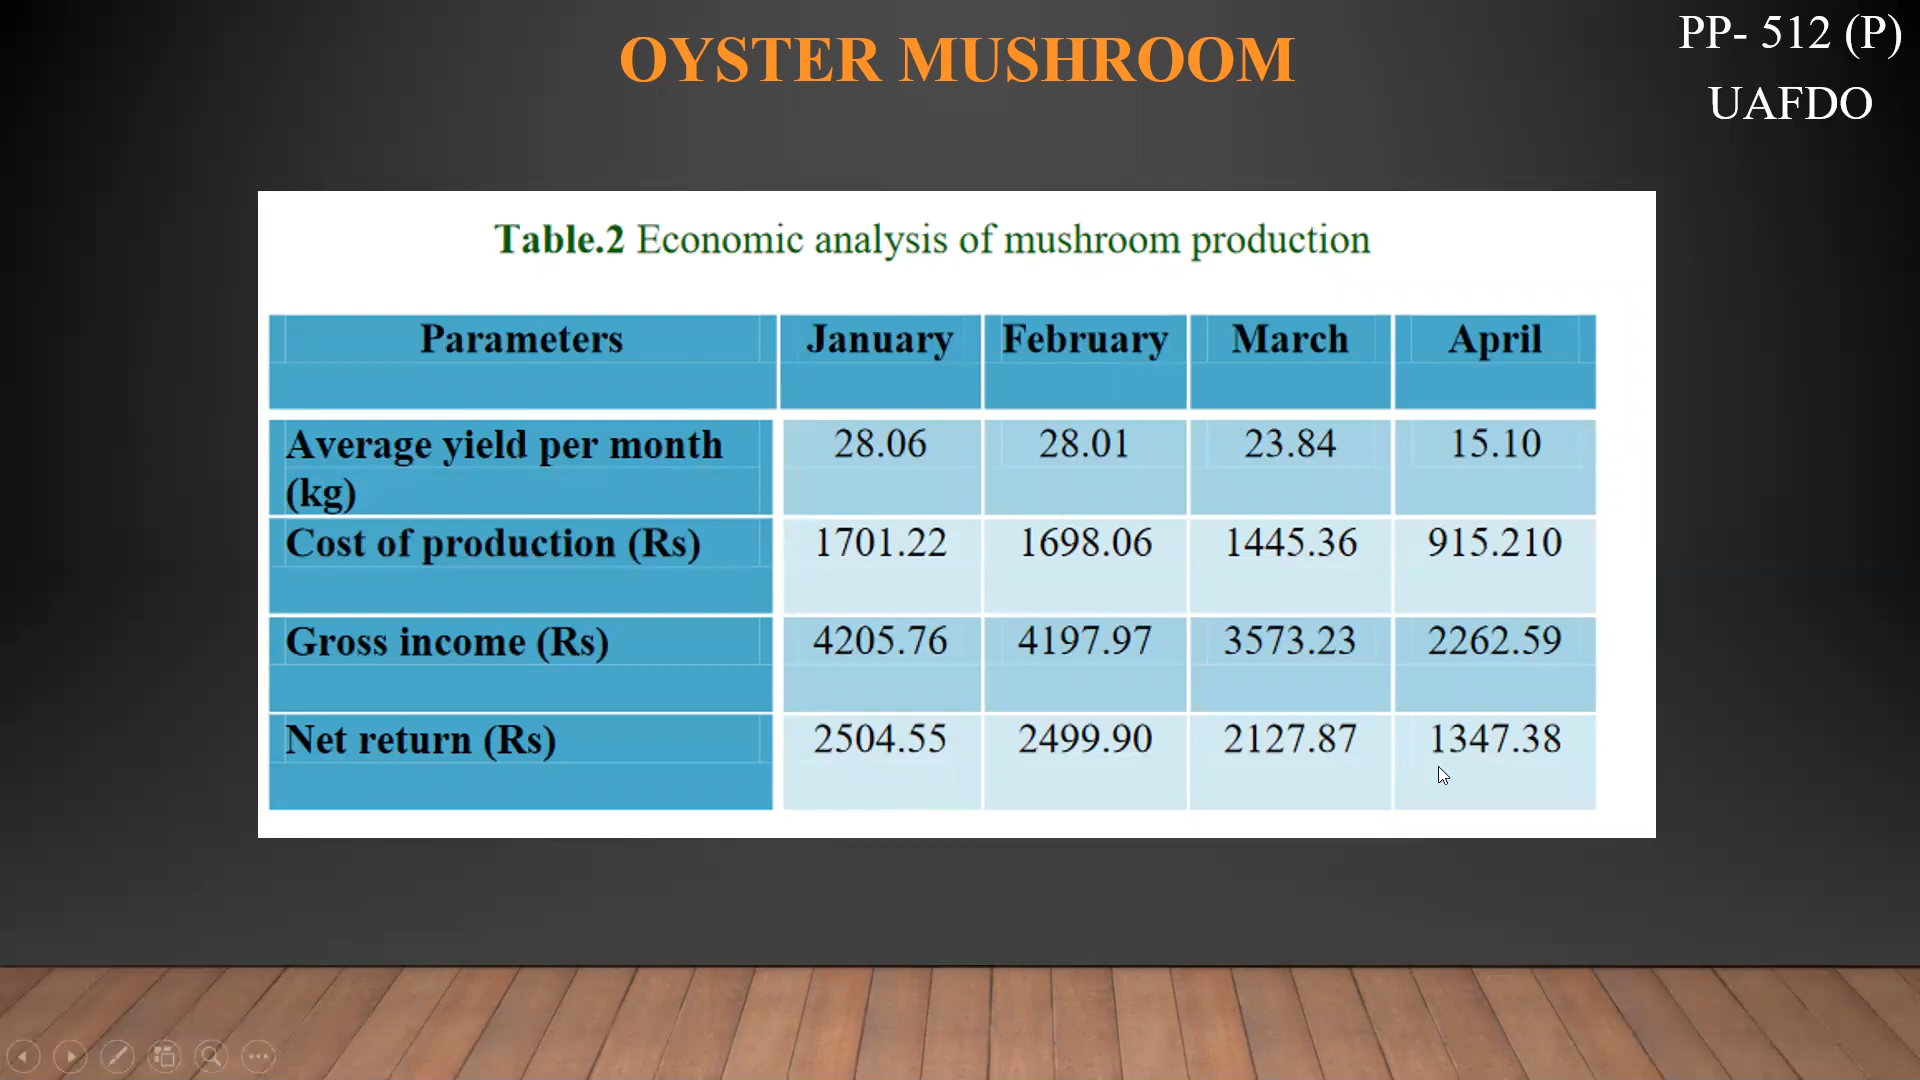 OYSTER MUSHROOM
PP- 512 (P)
UAFDO
Table.2 Economic analysis of mushroom production
Parameters January February March April
Average yield per month (kg) 28.06 28.01 23.84 15.10
Cost of production (Rs) 1701.22 1698.06 1445.36 915.210
Gross income (Rs) 4205.76 4197.97 3573.23 2262.59
Net return (Rs) 2504.55 2499.90 2127.87 1347.38